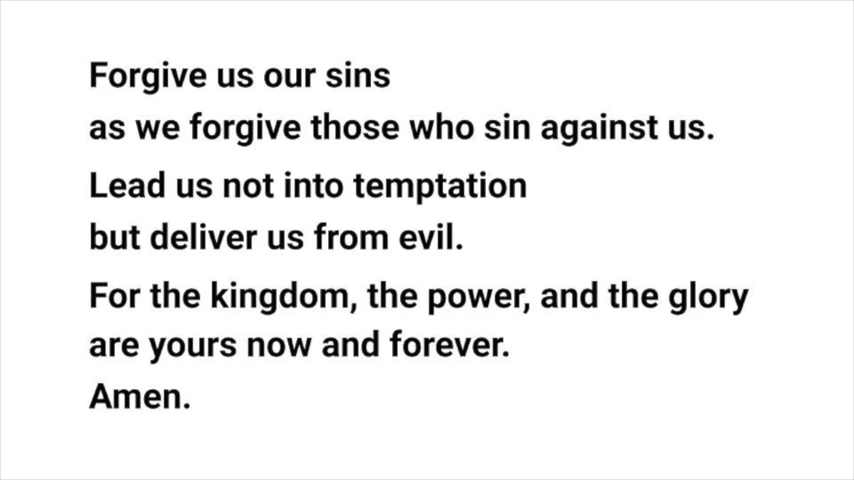 Forgive us our sins
as we forgive those who sin against us.
Lead us not into temptation
but deliver us from evil.
For the kingdom, the power, and the glory
are yours now and forever.
Amen.